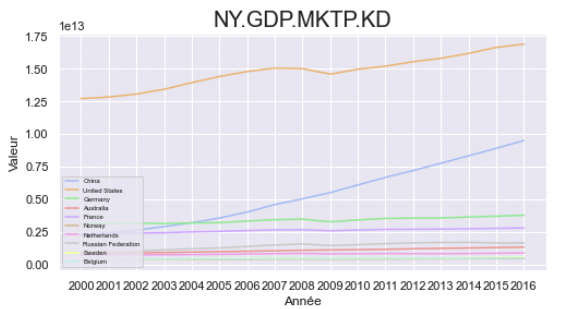 NY.GDP.MKTP.KD
1e13
1.75
1.50
1.25
1.00
0.75
0.50
0.25
0.00
Valeur
China
United States
Germany
Australia
France
Norway
Netherlands
Russian Federation
Sweden
Belgium
2000 2001 2002 2003 2004 2005 2006 2007 2008 2009 2010 2011 2012 2013 2014 2015 2016
Année